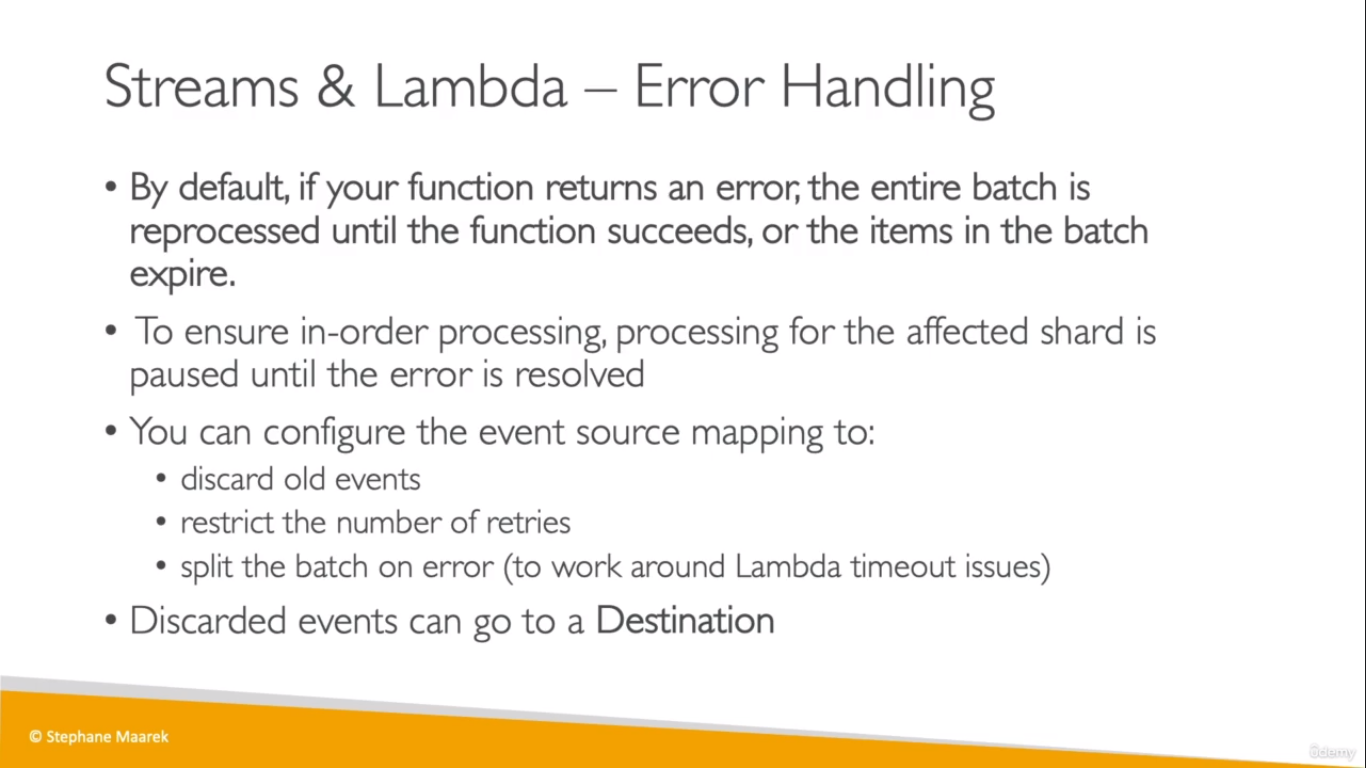 Streams & Lambda – Error Handling
• By default, if your function returns an error, the entire batch is
reprocessed until the function succeeds, or the items in the batch
expire.
• To ensure in-order processing, processing for the affected shard is
paused until the error is resolved
• You can configure the event source mapping to:
• discard old events
• restrict the number of retries
• split the batch on error (to work around Lambda timeout issues)
• Discarded events can go to a Destination
© Stephane Maarek
ûdemy